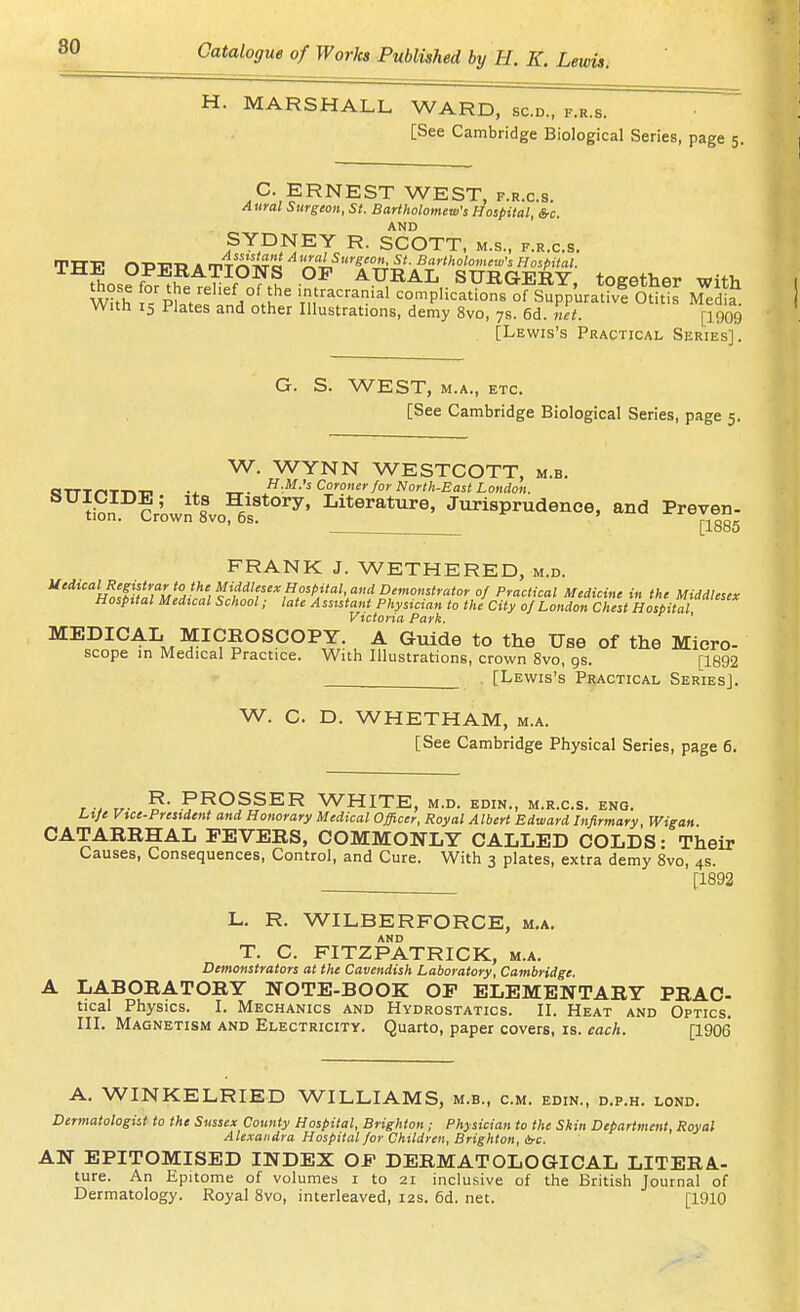 30 Catalogue of Works Published by H. K. Lewis.
H. MARSHALL WARD, SC.D., F.R.S.
[See Cambridge Biological Series, page 5.
C. ERNEST WEST, F.R.C.S.
Aural Surgeon, St. Bartholomew's Hospital, &c.
AND
SYDNEY R. SCOTT, M.S., F.R.C.S.
Assistant Aural Surgeon, St. Bartholomew's Hospital.
THE OPERATIONS OF AURAL SURGERY, together with
those for the relief of the intracranial complications of Suppurative Otitis Media.
With 15 Plates and other Illustrations, demy 8vo, 7s. 6d. net. [1909
[LEWIS'S PRACTICAL SERIES].
G. S. WEST, M.A., ETC.
[See Cambridge Biological Series, page 5.
W. WYNN WESTCOTT, M.B.
H.M.'s Coroner for North-East London.
SUICIDE; its History, Literature, Jurisprudence, and Preven-
tion. Crown 8vo, 6s. [1885
FRANK J. WETHERED, M.D.
Medical Registrar to the Middlesex Hospital, and Demonstrator of Practical Medicine in the Middlesex
Hospital Medical School; late Assistant Physician to the City of London Chest Hospital,
Victoria Park.
MEDICAL MICROSCOPY. A Guide to the Use of the Micro-
scope in Medical Practice. With Illustrations, crown 8vo, 9s. [1892
[LEWIS'S PRACTICAL SERIES].
W. C. D. WHETHAM, M.A.
[See Cambridge Physical Series, page 6.
R. PROSSER WHITE, M.D. EDIN., M.R.C.S. ENG.
Life Vice-President and Honorary Medical Officer, Royal Albert Edward Infirmary, Wigan.
CATARRHAL FEVERS, COMMONLY CALLED COLDS: Their
Causes, Consequences, Control, and Cure. With 3 plates, extra demy 8vo, 4s.
[1892
L. R. WILBERFORCE, M.A.
AND
T. C. FITZPATRICK, M.A.
Demonstrators at the Cavendish Laboratory, Cambridge.
A LABORATORY NOTE-BOOK OF ELEMENTARY PRAC-
tical Physics. I. MECHANICS AND HYDROSTATICS. II. HEAT AND OPTICS.
III. MAGNETISM AND ELECTRICITY. Quarto, paper covers, 1s. each. [1906
A. WINKELRIED WILLIAMS, M.B., C.M. EDIN., D.P.H. LOND.
Dermatologist to the Sussex County Hospital, Brighton; Physician to the Skin Department, Royal
Alexandra Hospital for Children, Brighton, &c.
AN EPITOMISED INDEX OF DERMATOLOGICAL LITERA-
ture. An Epitome of volumes 1 to 21 inclusive of the British Journal of
Dermatology. Royal 8vo, interleaved, 12s. 6d. net. [1910